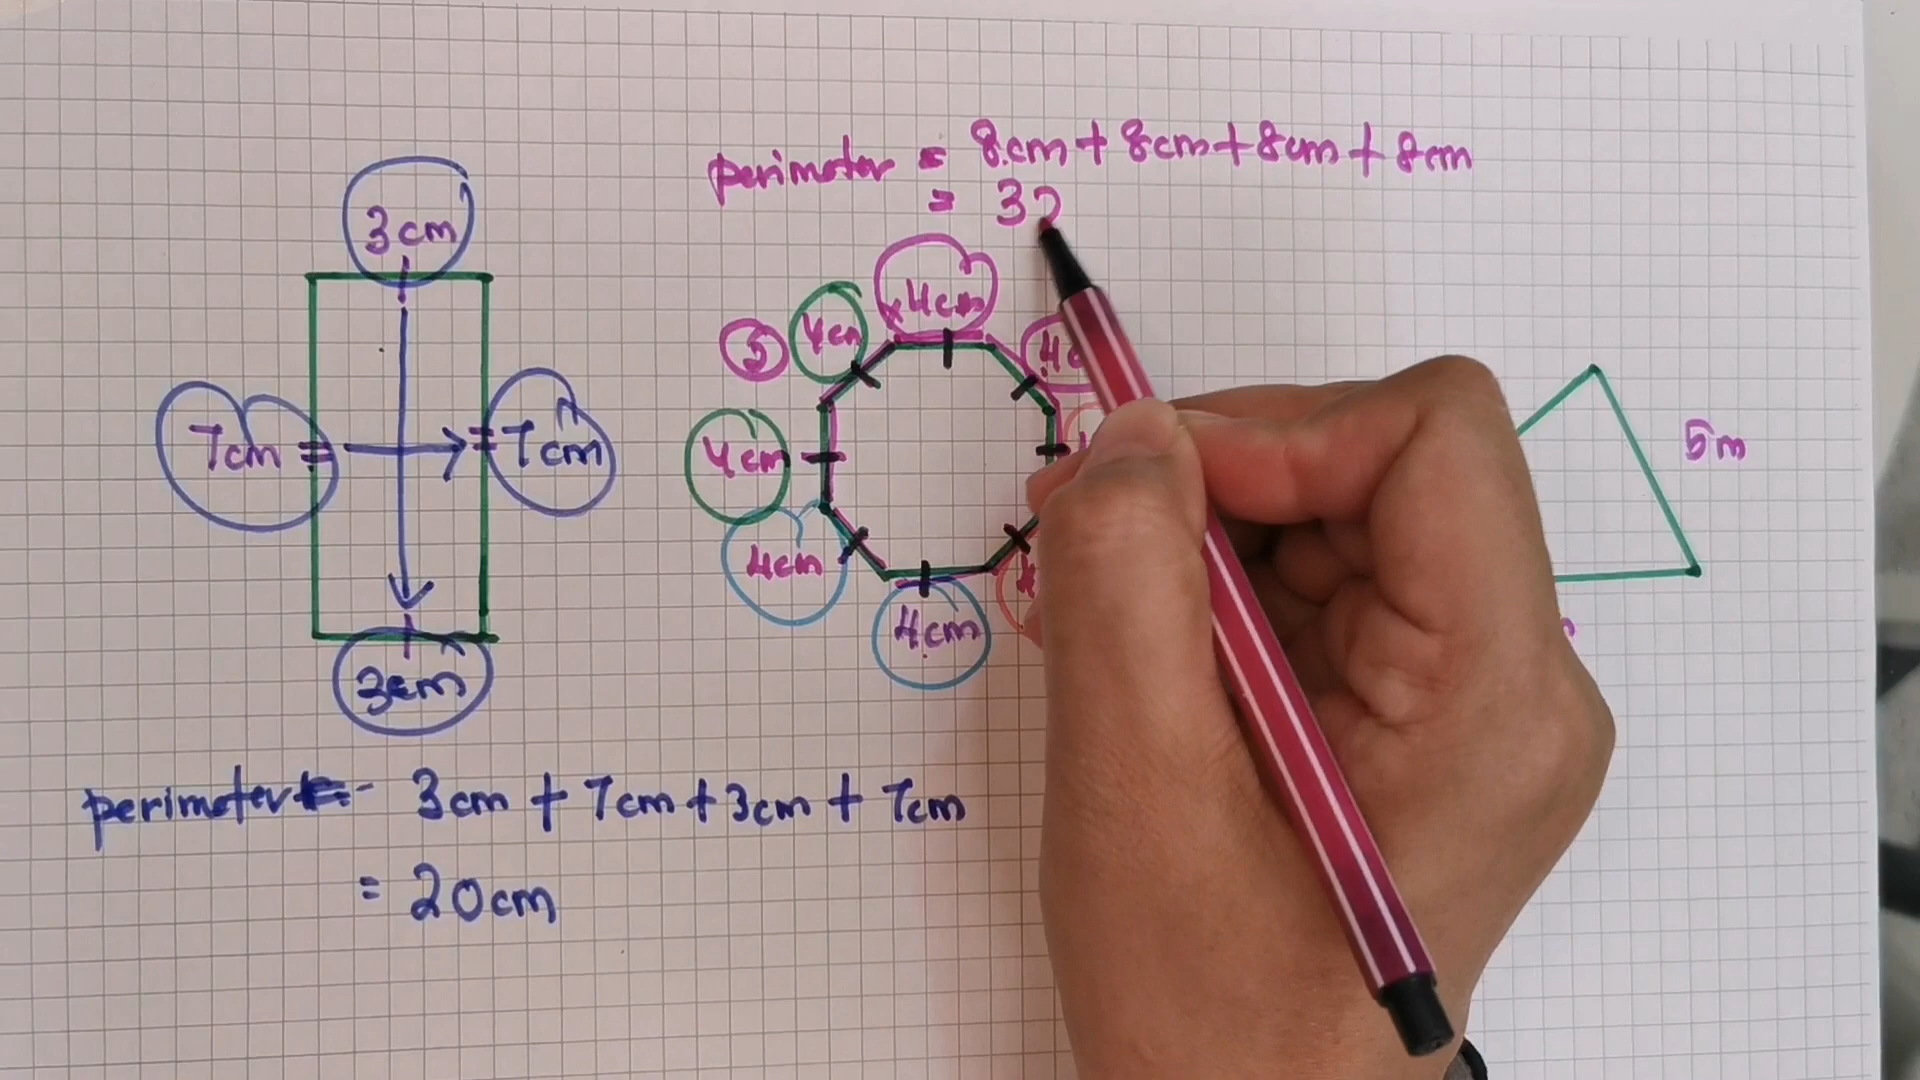 perimeter = 8cm + 8cm + 8cm + 8cm
= 32
3cm
7cm
7cm
3cm
5
4cm
4cm
4c
4cm
4cm
4cm
5m
perimeter = 3cm + 7cm + 3cm + 7cm
= 20cm